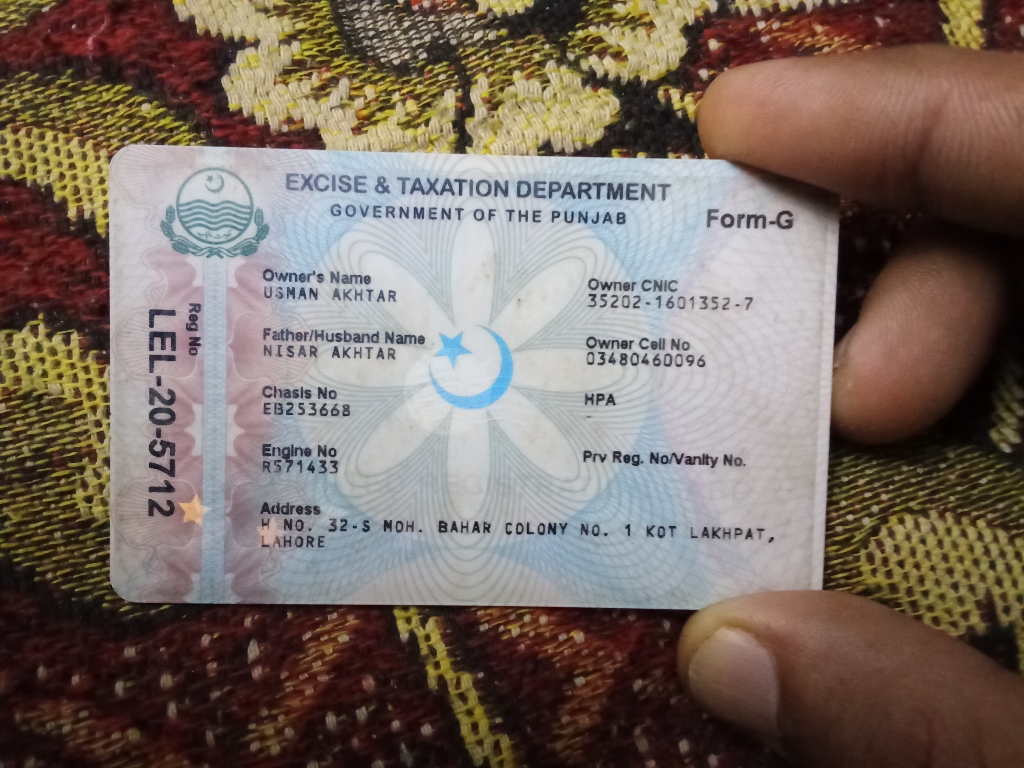 EXCISE & TAXATION DEPARTMENT
GOVERNMENT OF THE PUNJAB
Form-G
Reg No
LEL-20-5712
Owner's Name
USMAN AKHTAR
Owner CNIC
35202-1601352-7
Father/Husband Name
NISAR AKHTAR
Owner Cell No
03480460096
Chasis No
EB253668
HPA
-
Engine No
R571433
Prv Reg. No/Vanity No.
Address
H NO. 32-S MOH. BAHAR COLONY NO. 1 KOT LAKHPAT,
LAHORE